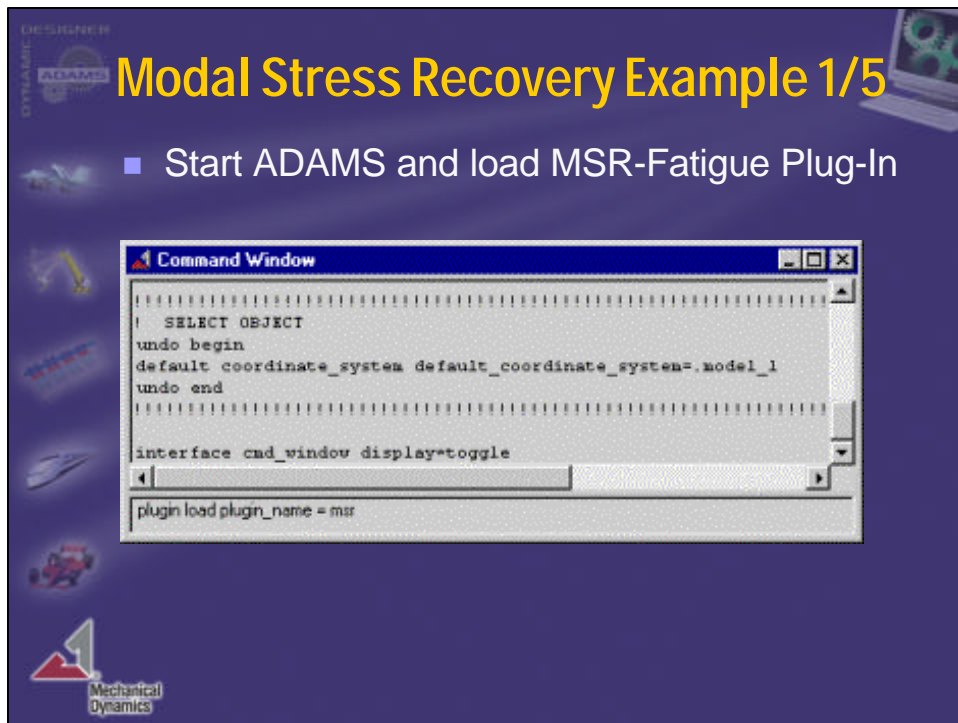 DESIGNER
DYNAMIC
ADAMS
Modal Stress Recovery Example 1/5
Start ADAMS and load MSR-Fatigue Plug-In
Command Window
!!!!!!!!!!!!!!!!!!!!!!!!!!!!!!!!!!!!!!!!!!!!!!!!!!!!!!!!!!!!!!!!!
! SELECT OBJECT
undo begin
default coordinate_system default_coordinate_system=.model_1
undo end
!!!!!!!!!!!!!!!!!!!!!!!!!!!!!!!!!!!!!!!!!!!!!!!!!!!!!!!!!!!!!!!!!
interface cmd_window display=toggle
plugin load plugin_name = msr
Mechanical
Dynamics